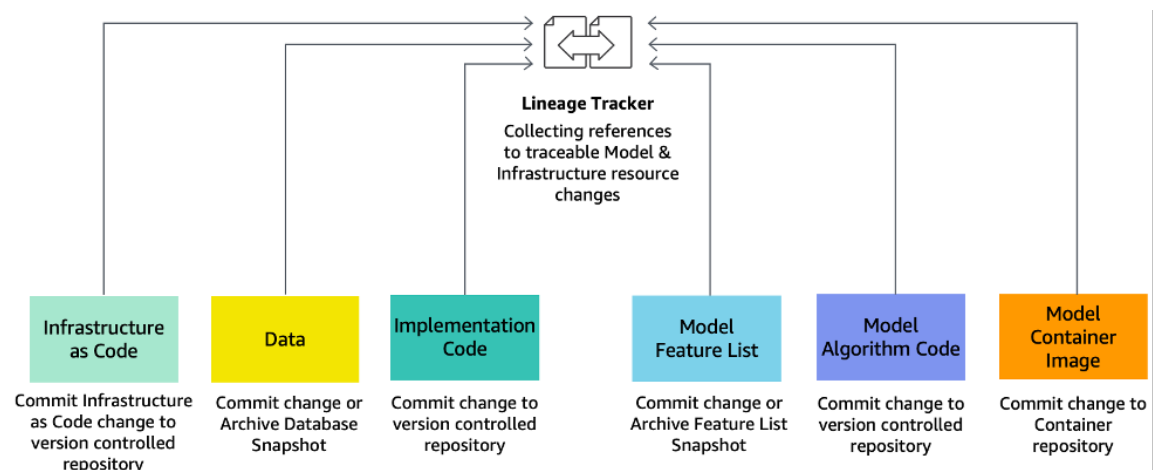 Lineage Tracker
Collecting references
to traceable Model &
Infrastructure resource
changes
Infrastructure
as Code
Data
Implementation
Code
Model
Feature List
Model
Algorithm Code
Model
Container
Image
Commit Infrastructure
as Code change to
version controlled
repository
Commit change or
Archive Database
Snapshot
Commit change to
version controlled
repository
Commit change or
Archive Feature List
Snapshot
Commit change to
version controlled
repository
Commit change to
Container
repository